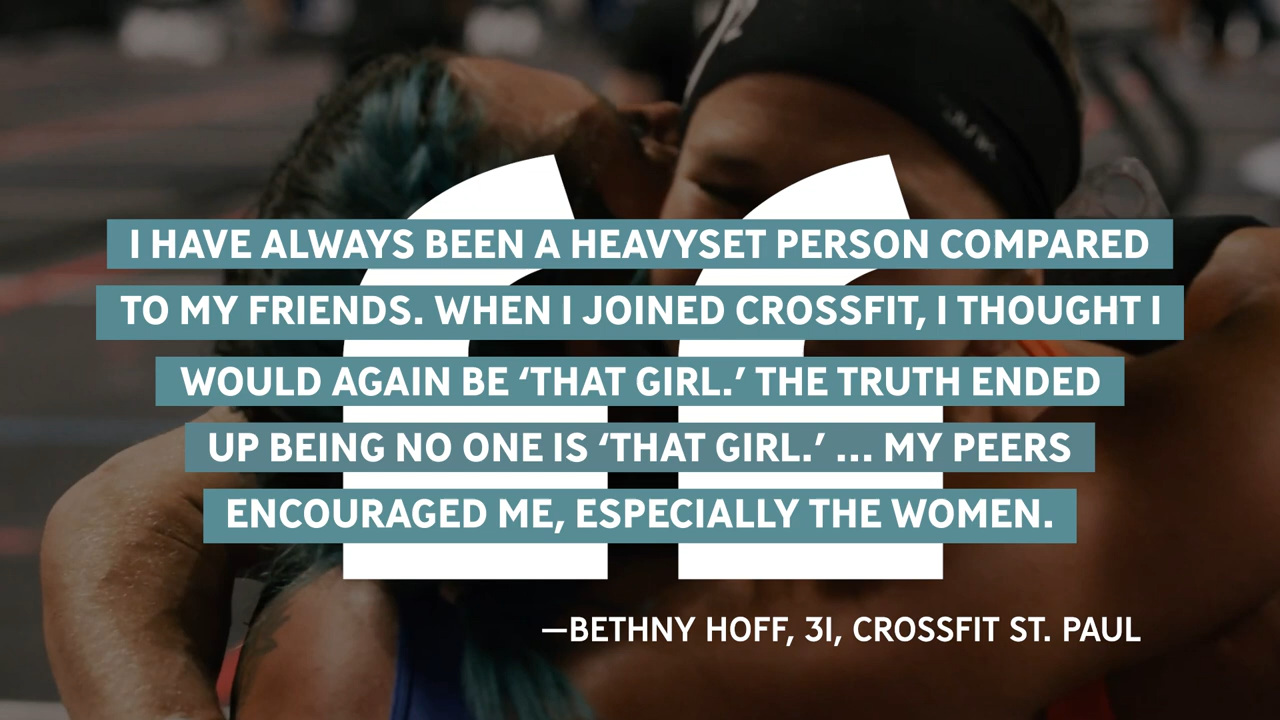 I HAVE ALWAYS BEEN A HEAVYSET PERSON COMPARED
TO MY FRIENDS. WHEN I JOINED CROSSFIT, I THOUGHT I
WOULD AGAIN BE ‘THAT GIRL.’ THE TRUTH ENDED
UP BEING NO ONE IS ‘THAT GIRL.’ ... MY PEERS
ENCOURAGED ME, ESPECIALLY THE WOMEN.
—BETHNY HOFF, 31, CROSSFIT ST. PAUL